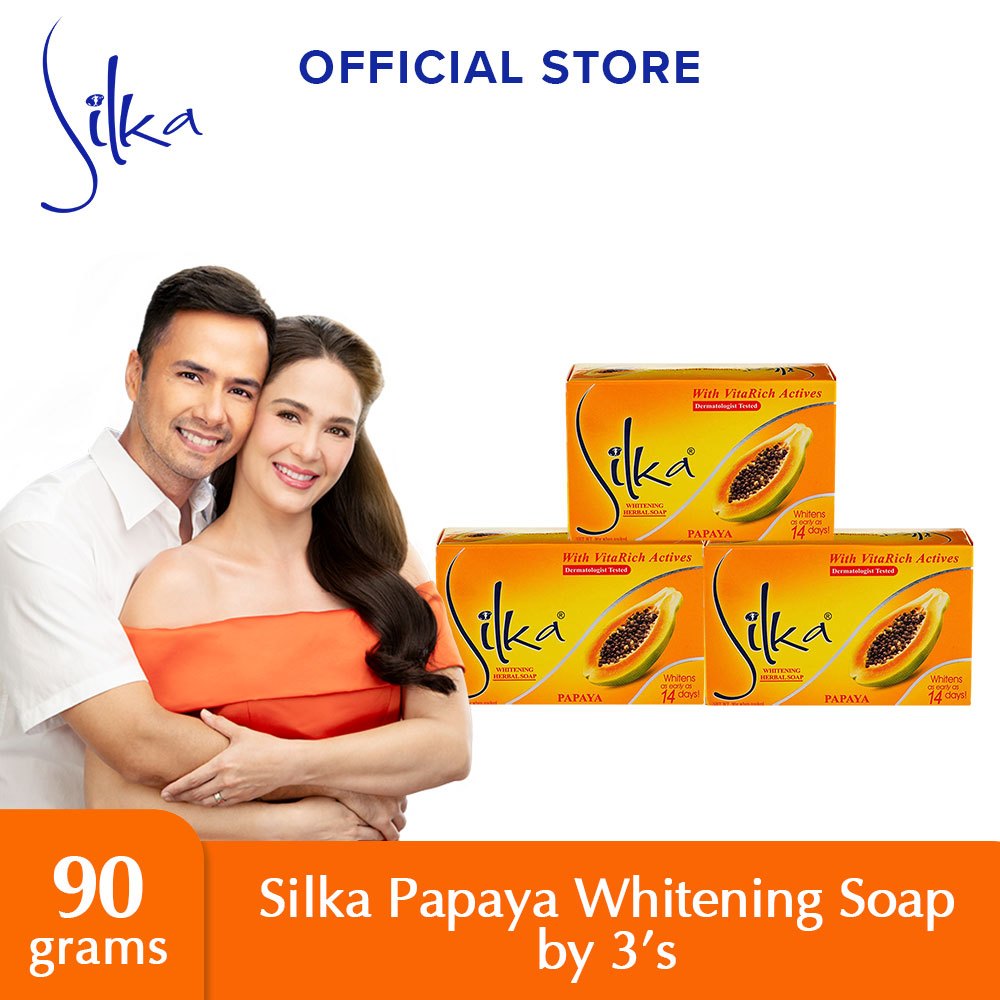 Silka
OFFICIAL STORE
With VitaRich Actives
Dermatologist Tested
Silka®
WHITENING
HERBAL SOAP
PAPAYA
Whitens
as early as
14 days!
With VitaRich Actives
Dermatologist Tested
Silka®
WHITENING
HERBAL SOAP
PAPAYA
Whitens
as early as
14 days!
With VitaRich Actives
Dermatologist Tested
Silka®
WHITENING
HERBAL SOAP
PAPAYA
Whitens
as early as
14 days!
90
grams
Silka Papaya Whitening Soap
by 3's